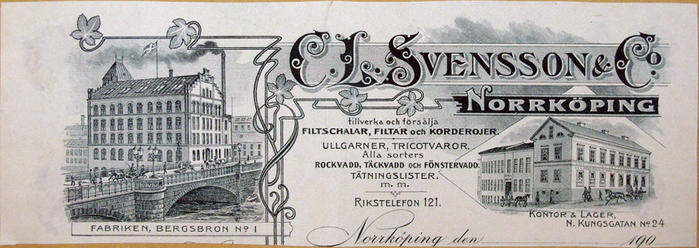 C. L. SVENSSON & Co
NORRKÖPING
tillverka och försälja
FILTSCHALAR, FILTAR och KORDEROJER.
ULLGARNER, TRICOTVAROR.
Alla sorters
ROCKVADD, TÄCKVADD och FÖNSTERVADD.
TÄTNINGSLISTER.
m. m.
RIKSTELEFON 121.
FABRIKEN, BERGSBRON No 1
KONTOR & LAGER,
N. KUNGSGATAN No 24
Norrköping den 190